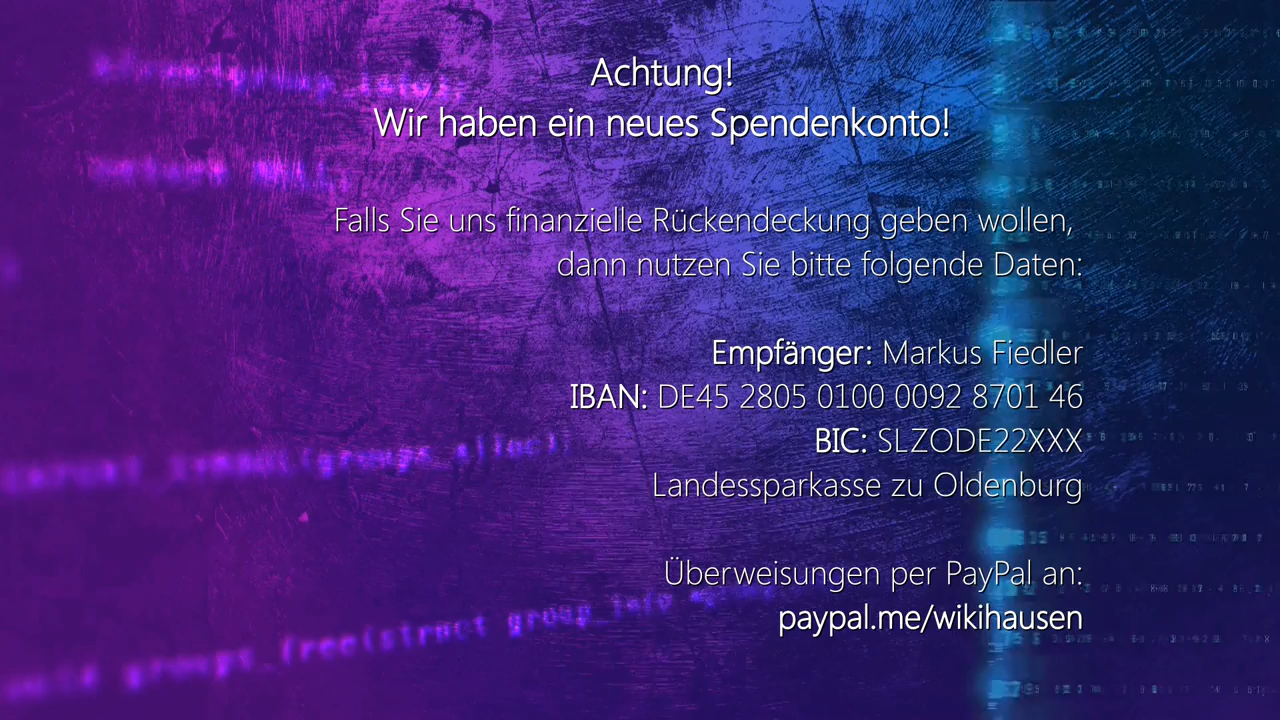 Achtung!
Wir haben ein neues Spendenkonto!
Falls Sie uns finanzielle Rückendeckung geben wollen,
dann nutzen Sie bitte folgende Daten:
Empfänger: Markus Fiedler
IBAN: DE45 2805 0100 0092 8701 46
BIC: SLZODE22XXX
Landessparkasse zu Oldenburg
Überweisungen per PayPal an:
paypal.me/wikihausen